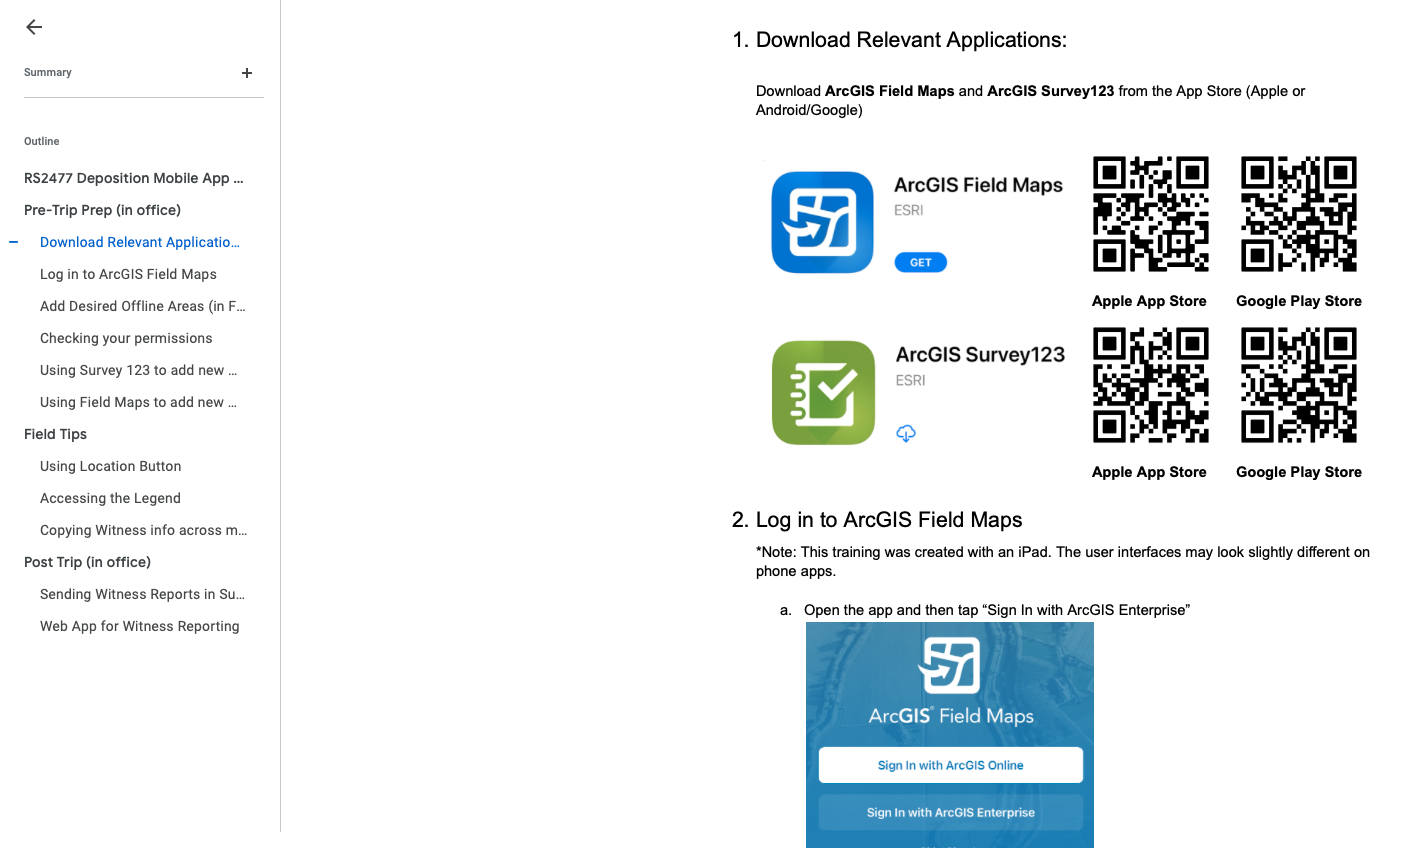 Summary
Outline
RS2477 Deposition Mobile App ...
Pre-Trip Prep (in office)
Download Relevant Applicatio...
Log in to ArcGIS Field Maps
Add Desired Offline Areas (in F...
Checking your permissions
Using Survey 123 to add new ...
Using Field Maps to add new ...
Field Tips
Using Location Button
Accessing the Legend
Copying Witness info across m...
Post Trip (in office)
Sending Witness Reports in Su...
Web App for Witness Reporting
1. Download Relevant Applications:
Download ArcGIS Field Maps and ArcGIS Survey123 from the App Store (Apple or
Android/Google)
ArcGIS Field Maps
ESRI
GET
Apple App Store
Google Play Store
ArcGIS Survey123
ESRI
Apple App Store
Google Play Store
2. Log in to ArcGIS Field Maps
*Note: This training was created with an iPad. The user interfaces may look slightly different on
phone apps.
a. Open the app and then tap “Sign In with ArcGIS Enterprise”
ArcGIS® Field Maps
Sign In with ArcGIS Online
Sign In with ArcGIS Enterprise